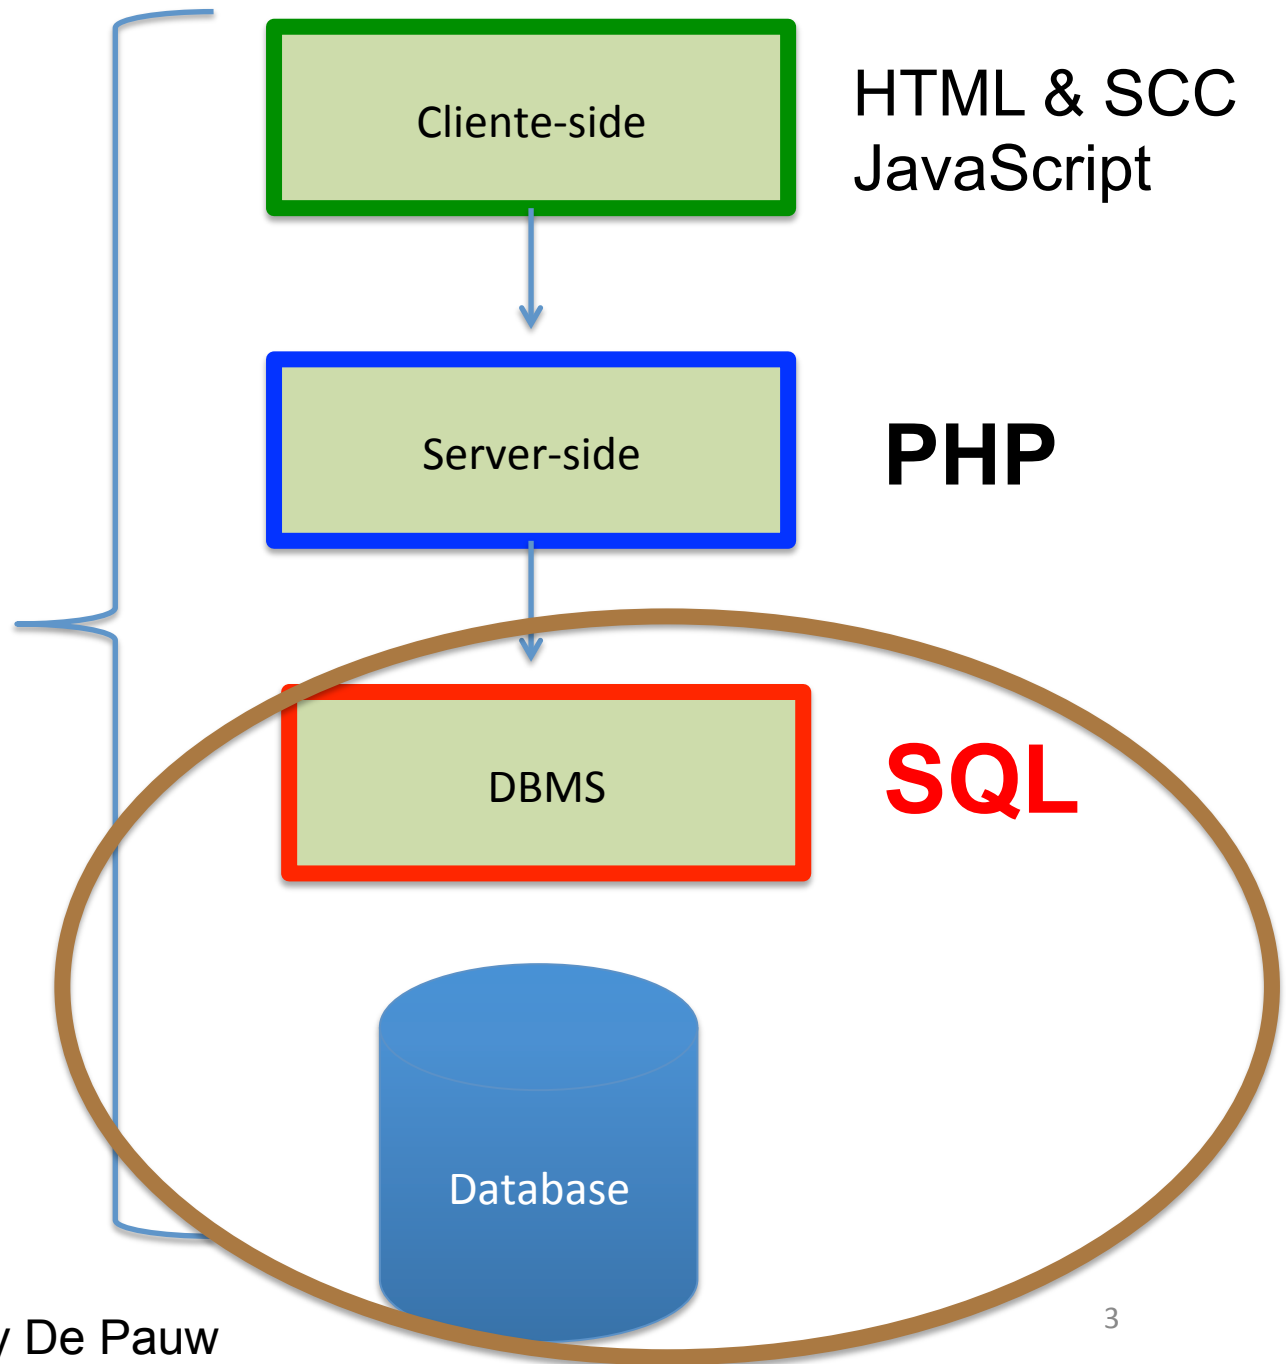 Cliente-side
HTML & SCC
JavaScript
Server-side
PHP
DBMS
SQL
Database
3
y De Pauw